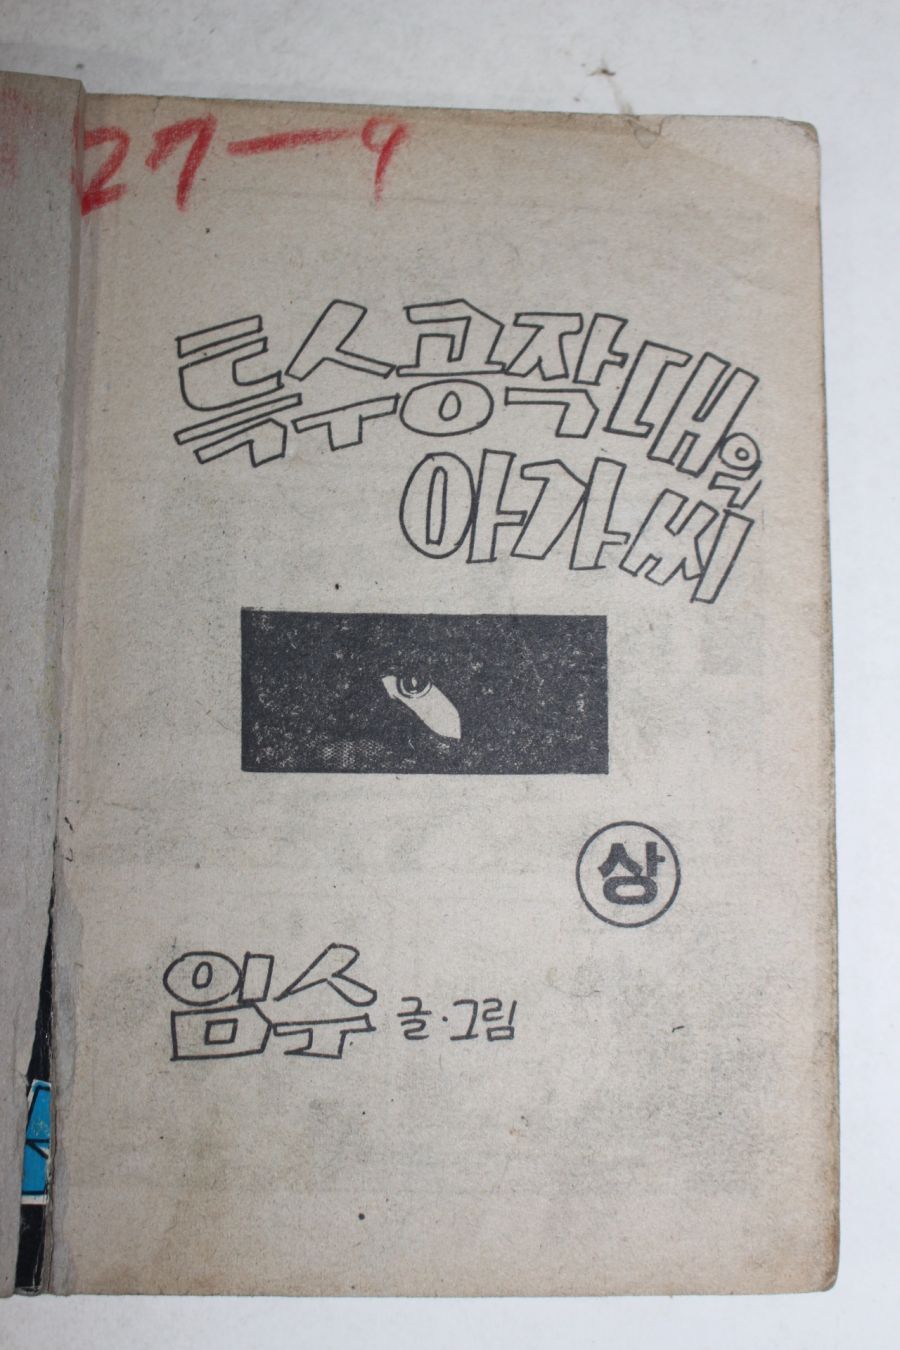 27-9
특수공작대의
아가씨
상
임수 글·그림